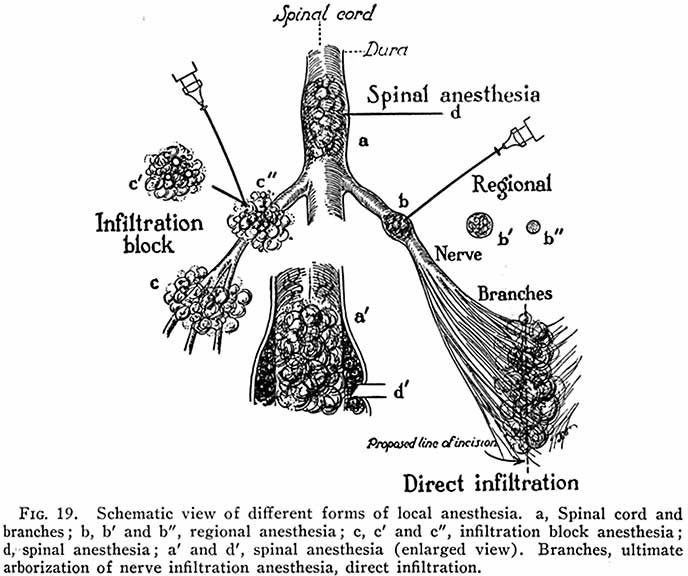 Spinal cord
Dura
Spinal anesthesia
d
a
c'
c"
b
Regional
Infiltration
block
b'
b"
Nerve
c
Branches
a'
d'
Proposed line of incision
Direct infiltration
FIG. 19. Schematic view of different forms of local anesthesia. a, Spinal cord and
branches; b, b' and b", regional anesthesia; c, c' and c", infiltration block anesthesia;
d, spinal anesthesia; a' and d', spinal anesthesia (enlarged view). Branches, ultimate
arborization of nerve infiltration anesthesia, direct infiltration.